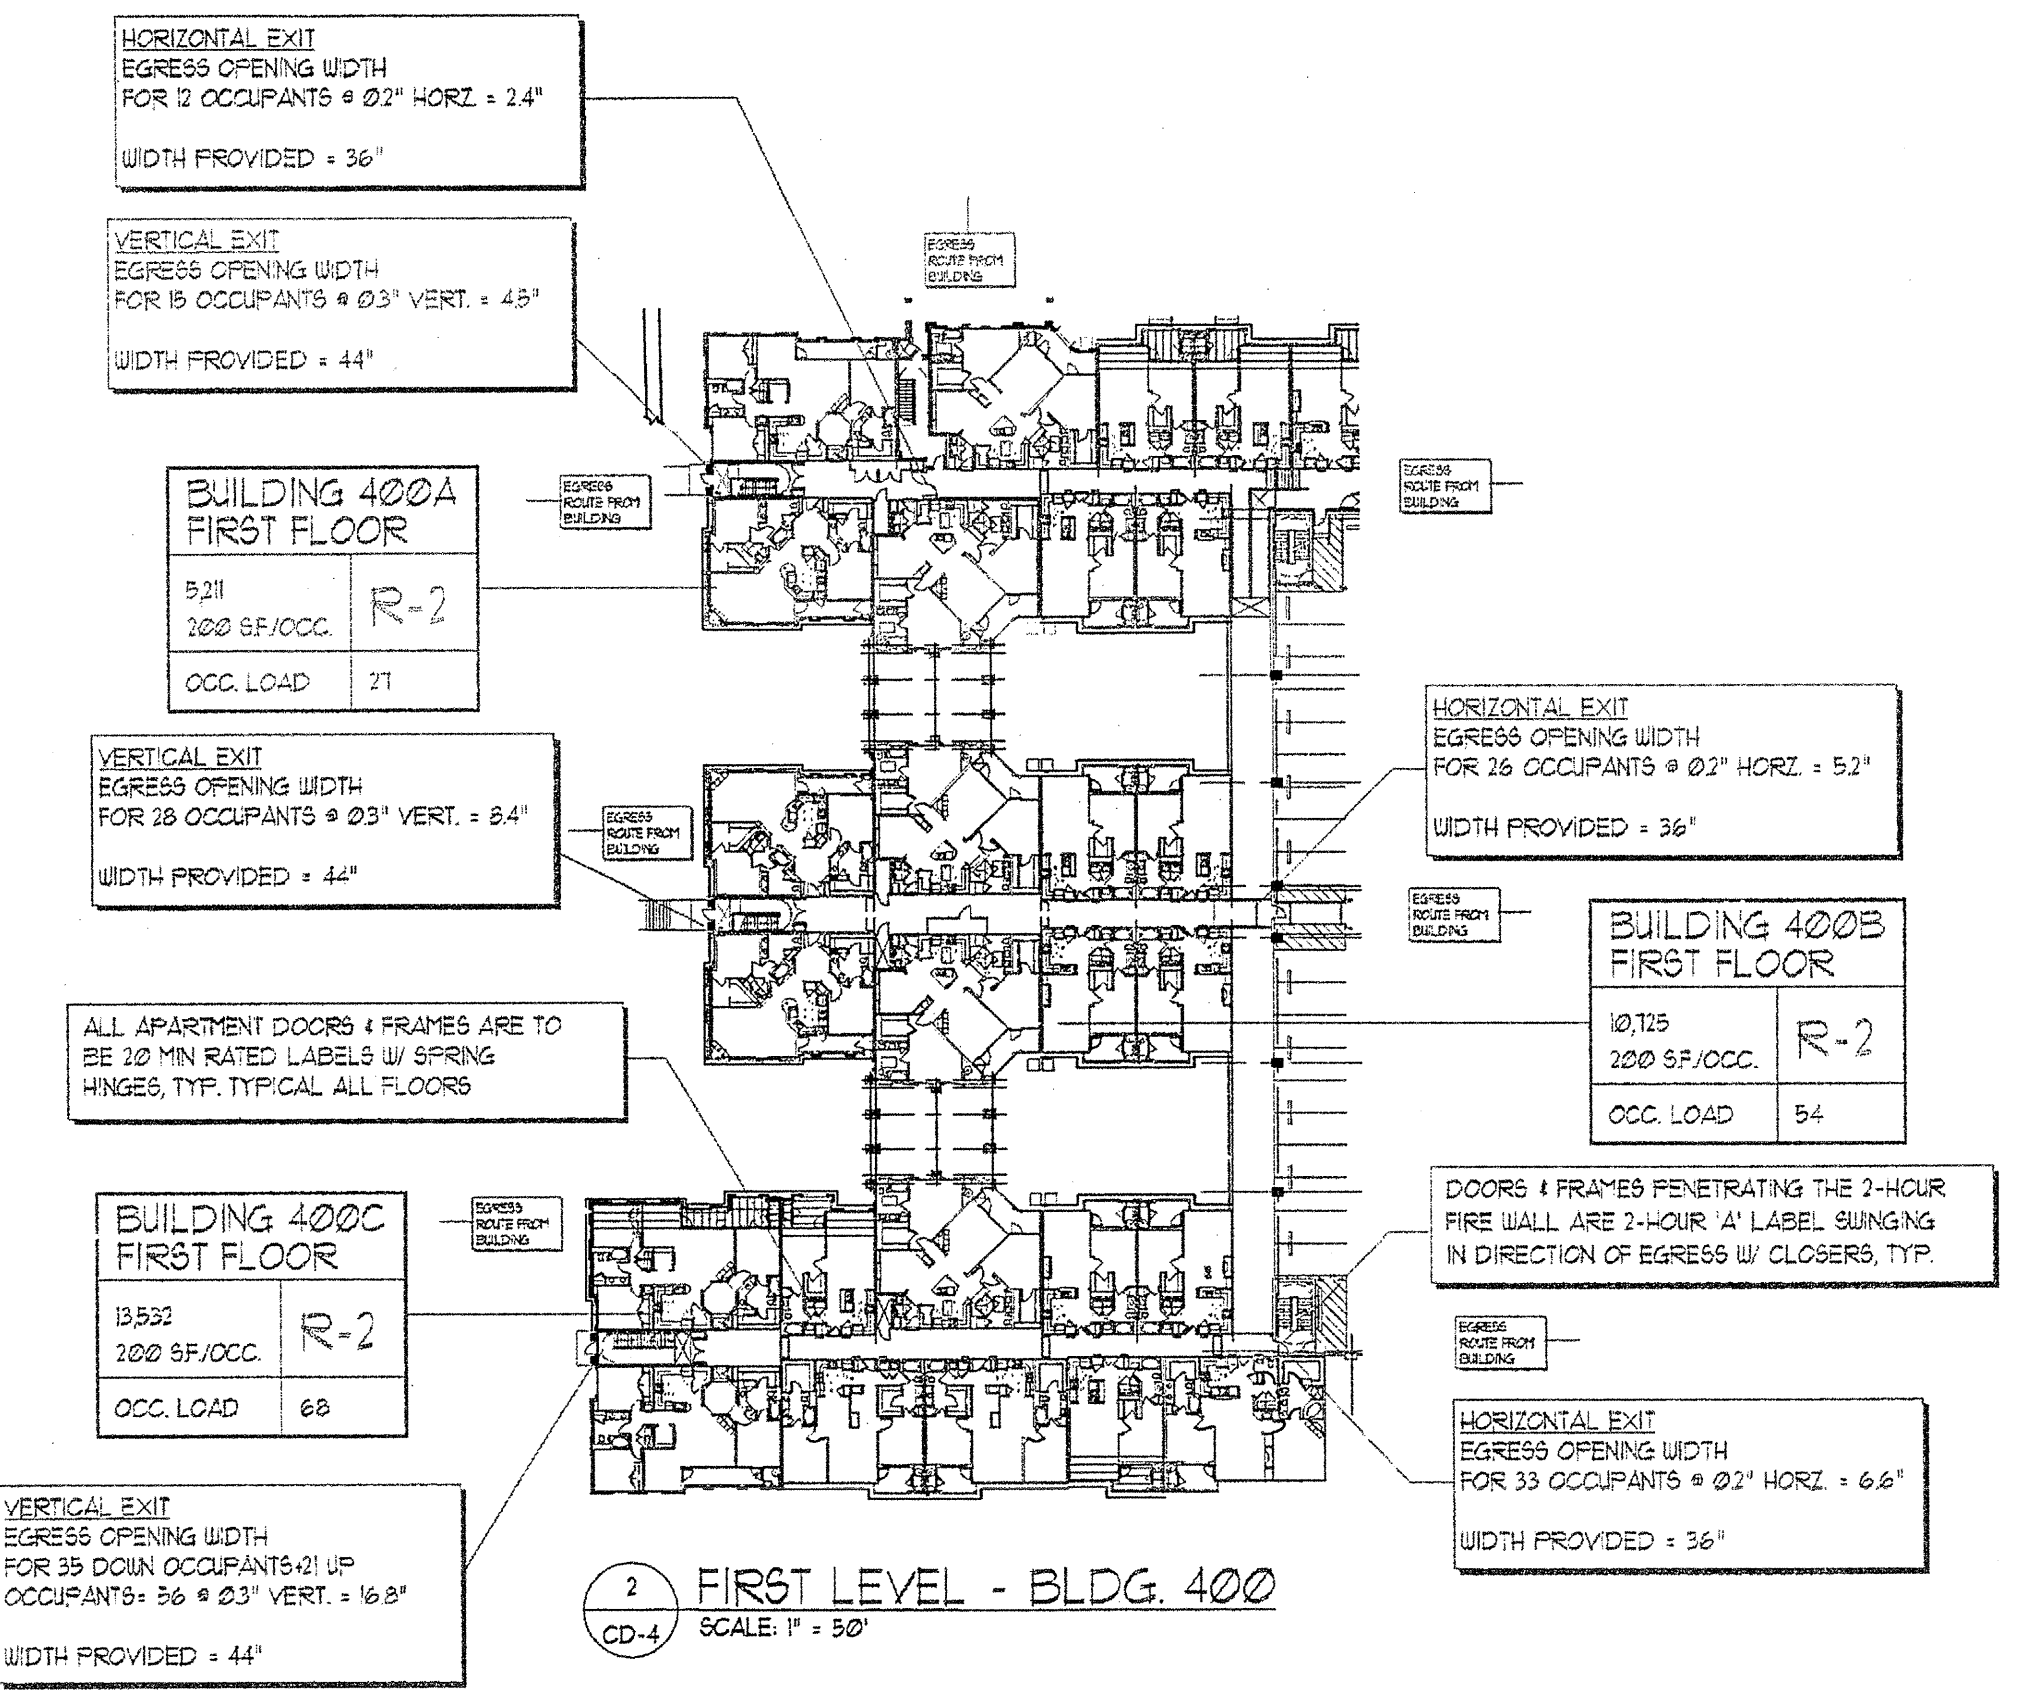 HORIZONTAL EXIT
EGRESS OPENING WIDTH
FOR 12 OCCUPANTS @ 0.2" HORZ. = 2.4"
WIDTH PROVIDED = 36"
VERTICAL EXIT
EGRESS OPENING WIDTH
FOR 15 OCCUPANTS @ 0.3" VERT. = 4.5"
WIDTH PROVIDED = 44"
EGRESS
ROUTE FROM
BUILDING
BUILDING 400A
FIRST FLOOR
5,211
200 S.F./OCC.
R-2
OCC. LOAD
27
EGRESS
ROUTE FROM
BUILDING
EGRESS
ROUTE FROM
BUILDING
VERTICAL EXIT
EGRESS OPENING WIDTH
FOR 28 OCCUPANTS @ 0.3" VERT. = 8.4"
WIDTH PROVIDED = 44"
EGRESS
ROUTE FROM
BUILDING
HORIZONTAL EXIT
EGRESS OPENING WIDTH
FOR 26 OCCUPANTS @ 0.2" HORZ. = 5.2"
WIDTH PROVIDED = 36"
EGRESS
ROUTE FROM
BUILDING
BUILDING 400B
FIRST FLOOR
10,725
200 S.F./OCC.
R-2
OCC. LOAD
54
ALL APARTMENT DOORS & FRAMES ARE TO
BE 20 MIN RATED LABELS W/ SPRING
HINGES, TYP. TYPICAL ALL FLOORS
BUILDING 400C
FIRST FLOOR
13,532
200 S.F./OCC.
R-2
OCC. LOAD
68
EGRESS
ROUTE FROM
BUILDING
DOORS & FRAMES PENETRATING THE 2-HOUR
FIRE WALL ARE 2-HOUR 'A' LABEL SWINGING
IN DIRECTION OF EGRESS W/ CLOSERS, TYP.
EGRESS
ROUTE FROM
BUILDING
HORIZONTAL EXIT
EGRESS OPENING WIDTH
FOR 33 OCCUPANTS @ 0.2" HORZ. = 6.6"
WIDTH PROVIDED = 36"
VERTICAL EXIT
EGRESS OPENING WIDTH
FOR 35 DOWN OCCUPANTS+21 UP
OCCUPANTS= 56 @ 0.3" VERT. = 16.8"
WIDTH PROVIDED = 44"
2
CD-4
FIRST LEVEL - BLDG. 400
SCALE: 1" = 50'